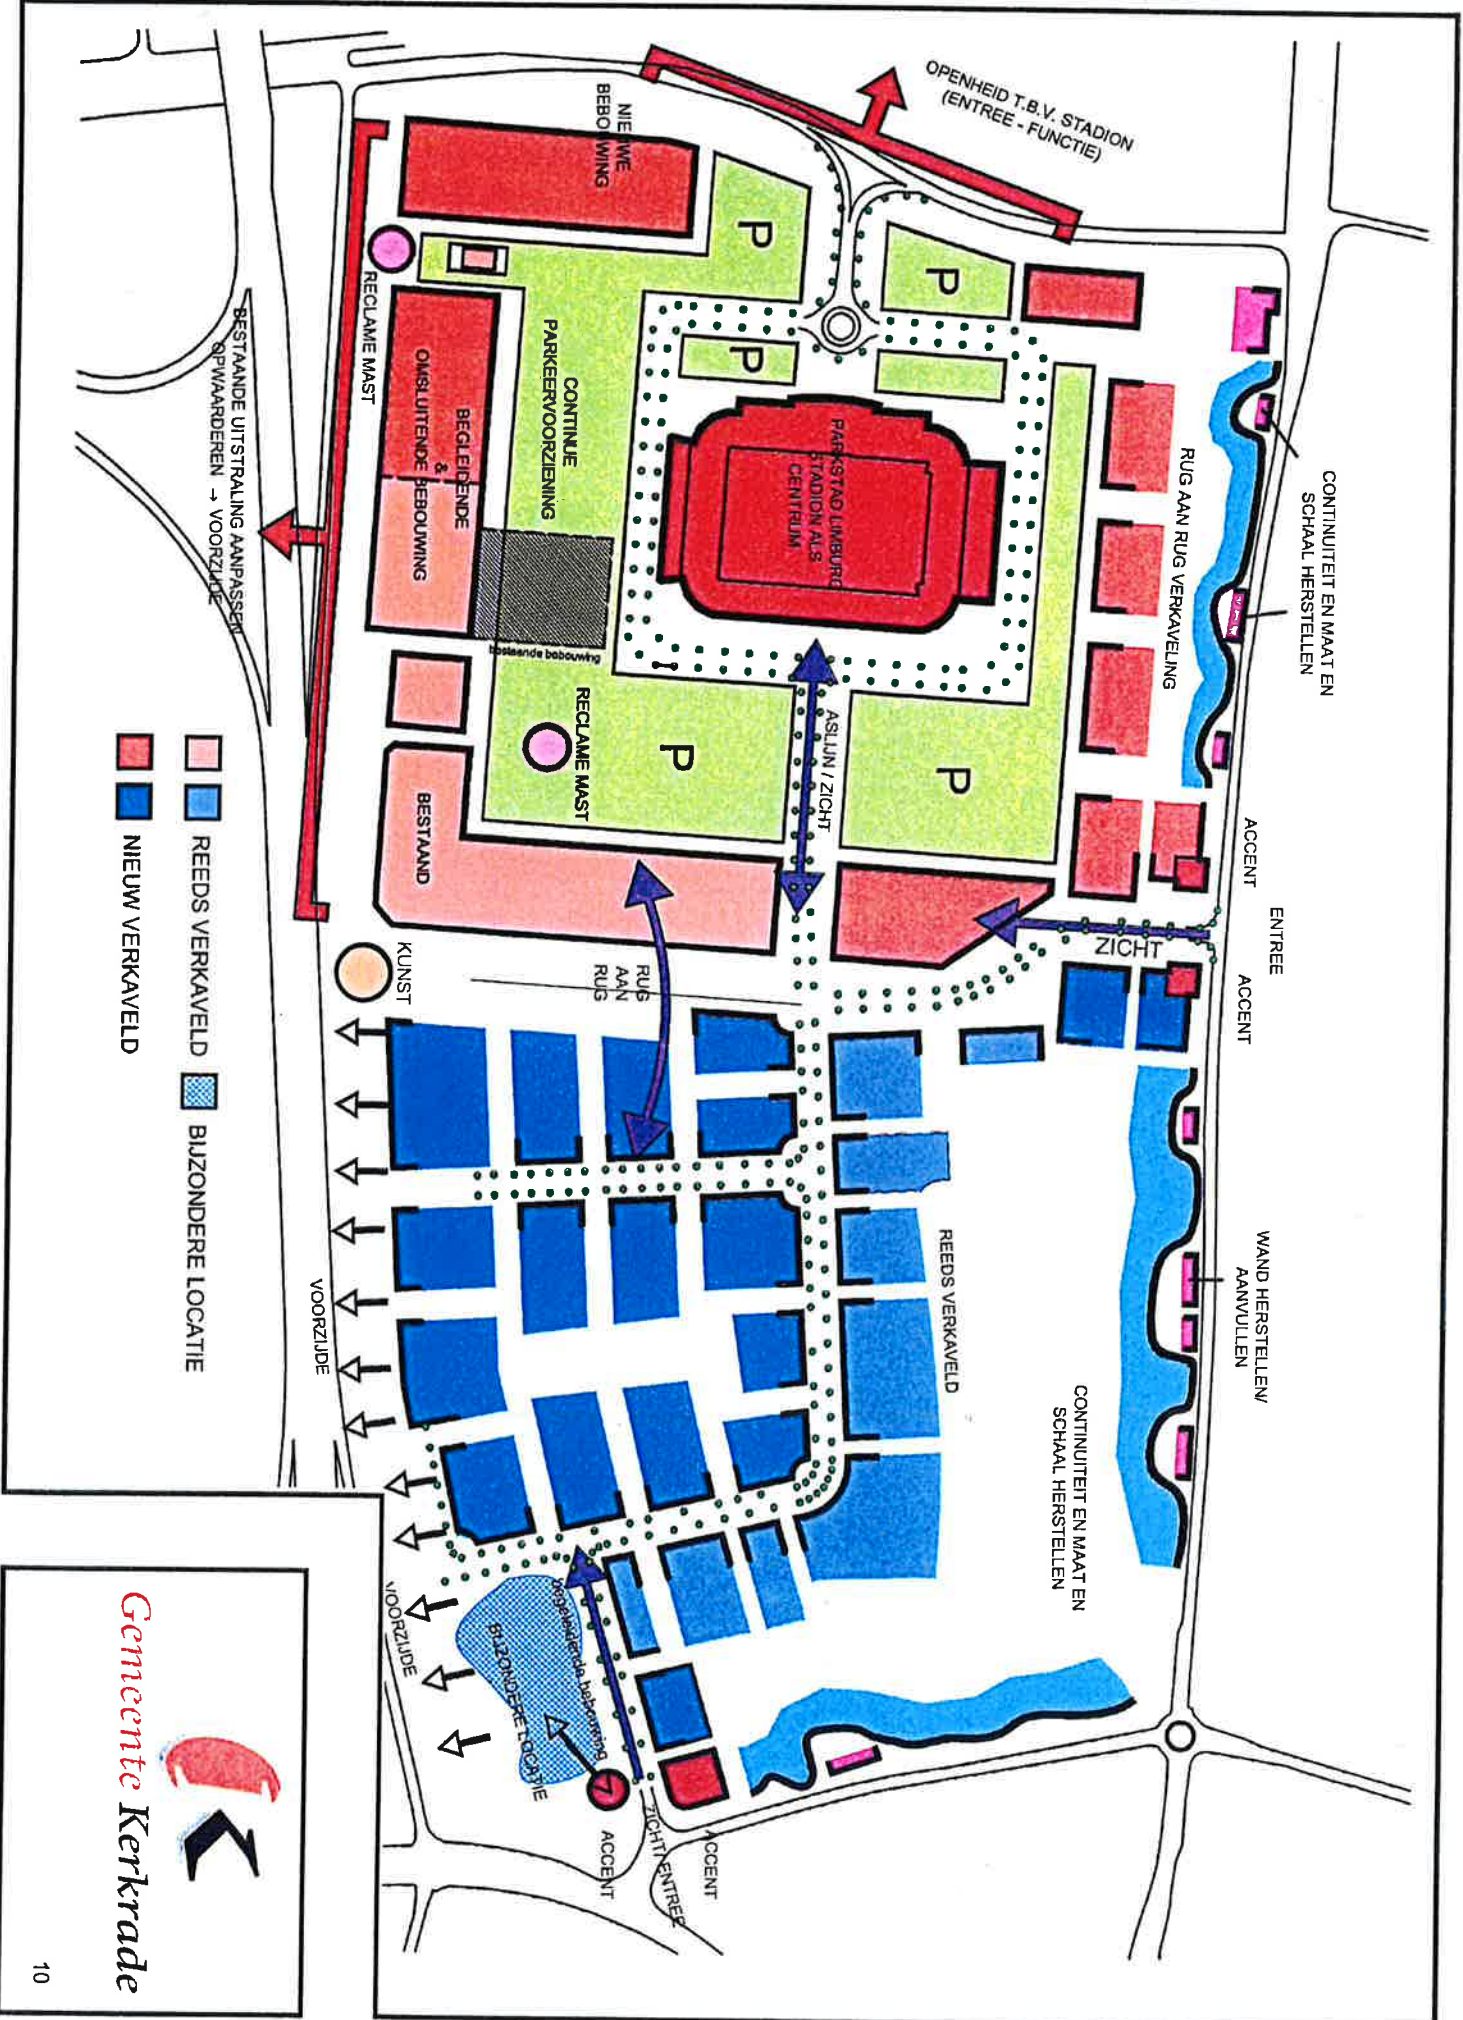 OPENHEID T.B.V. STADION
(ENTREE - FUNCTIE)
NIEUWE
BEBOUWING
P
P
P
RECLAME MAST
CONTINUE
PARKEERVOORZIENING
BEGLEIDENDE
&
OMSLUITENDE BEBOUWING
PARKSTAD LIMBURG
STADION ALS
CENTRUM
BESTAANDE UITSTRALING AANPASSEN
OPWAARDEREN → VOORZIJDE
bestaande bebouwing
RUG AAN RUG VERKAVELING
CONTINUITEIT EN MAAT EN
SCHAAL HERSTELLEN
RECLAME MAST
P
P
ASLIJN / ZICHT
BESTAAND
ACCENT
ENTREE
ACCENT
ZICHT
KUNST
RUG
AAN
RUG
REEDS VERKAVELD
WAND HERSTELLEN/
AANVULLEN
CONTINUITEIT EN MAAT EN
SCHAAL HERSTELLEN
VOORZIJDE
VOORZIJDE
begeleidende bebouwing
BIJZONDERE LOCATIE
ACCENT
ZICHT/ ENTREE
ACCENT
REEDS VERKAVELD
BIJZONDERE LOCATIE
NIEUW VERKAVELD
Gemeente Kerkrade
10